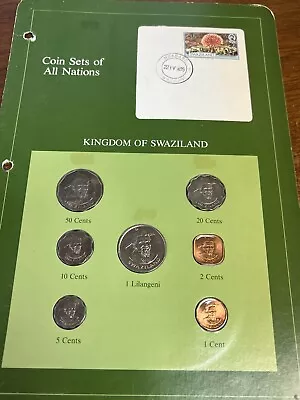 Coin Sets of
All Nations
KINGDOM OF SWAZILAND
50 Cents
20 Cents
10 Cents
1 Lilangeni
2 Cents
5 Cents
1 Cent